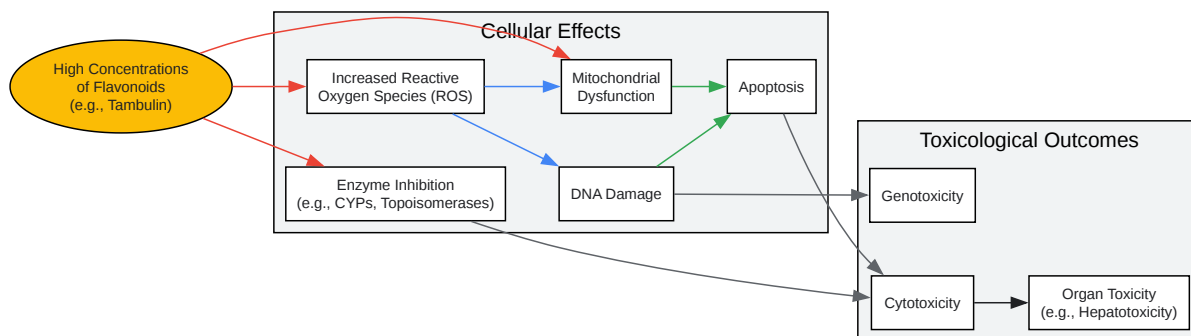 Cellular Effects
High Concentrations
of Flavonoids
(e.g., Tambulin)
Increased Reactive
Oxygen Species (ROS)
Mitochondrial
Dysfunction
Apoptosis
Enzyme Inhibition
(e.g., CYPs, Topoisomerases)
DNA Damage
Toxicological Outcomes
Genotoxicity
Cytotoxicity
Organ Toxicity
(e.g., Hepatotoxicity)